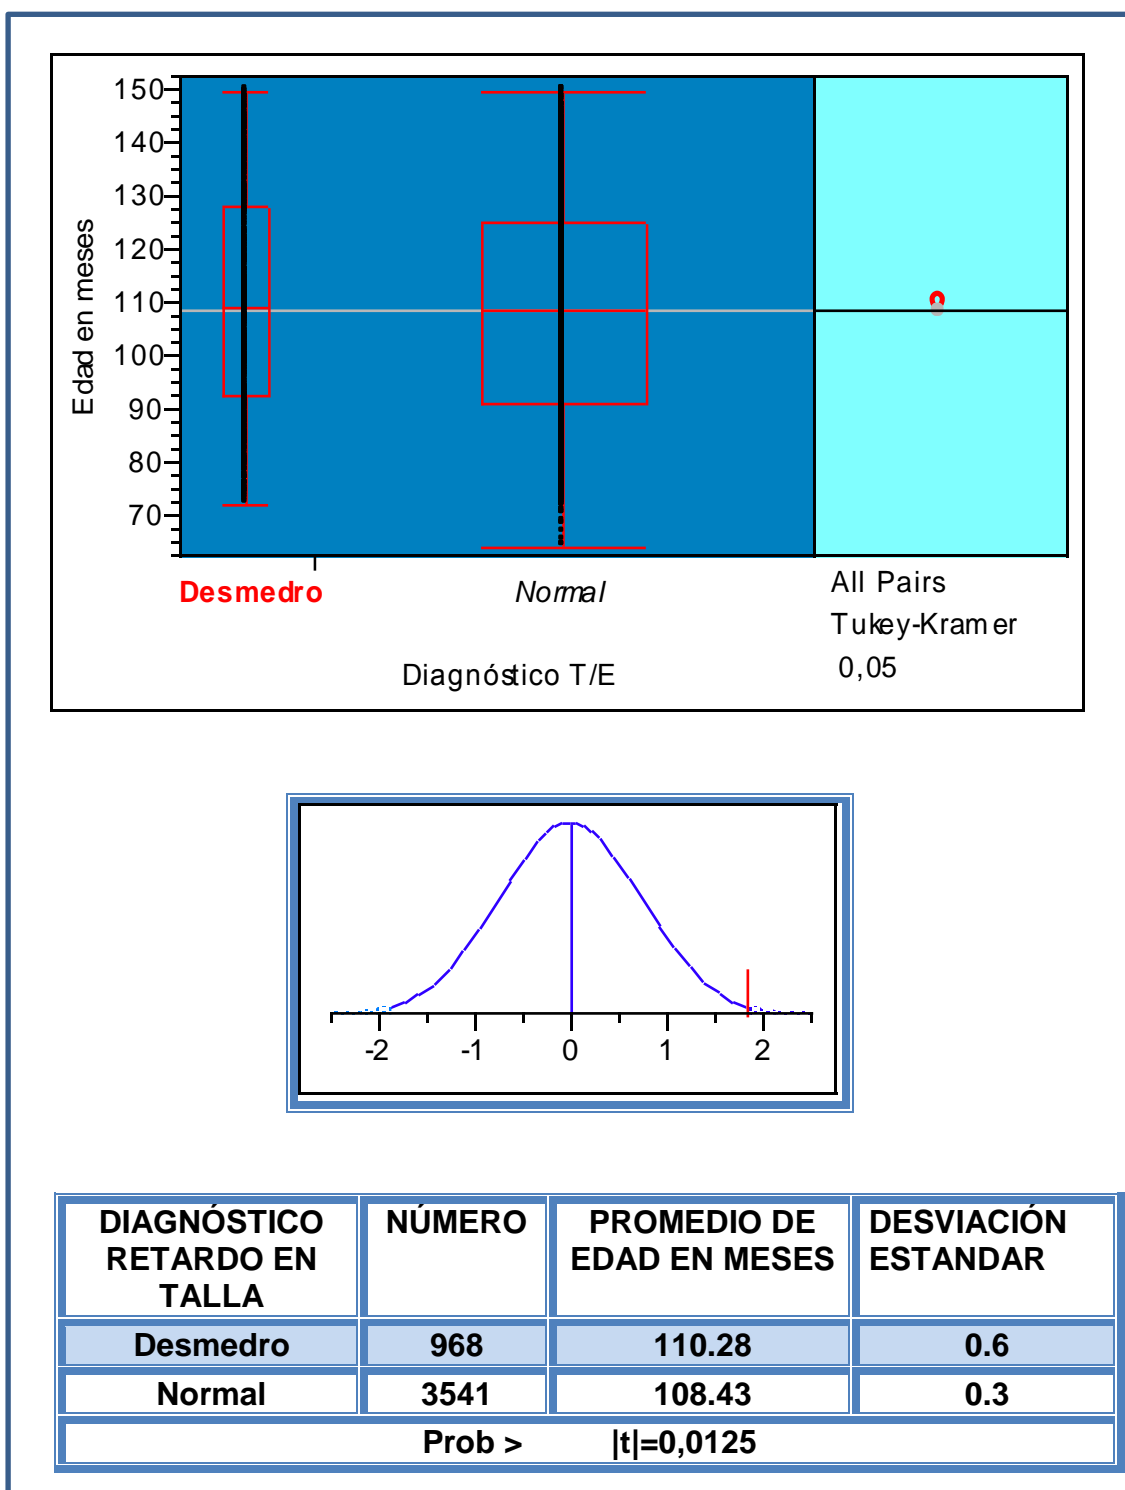 150
140
130
120
110
100
90
80
70
Edad en meses
Desmedro
Normal
Diagnóstico T/E
All Pairs
Tukey-Kramer
0,05
-2 -1 0 1 2
DIAGNÓSTICO RETARDO EN TALLA NÚMERO PROMEDIO DE EDAD EN MESES DESVIACIÓN ESTANDAR
Desmedro 968 110.28 0.6
Normal 3541 108.43 0.3
Prob > |t|=0,0125